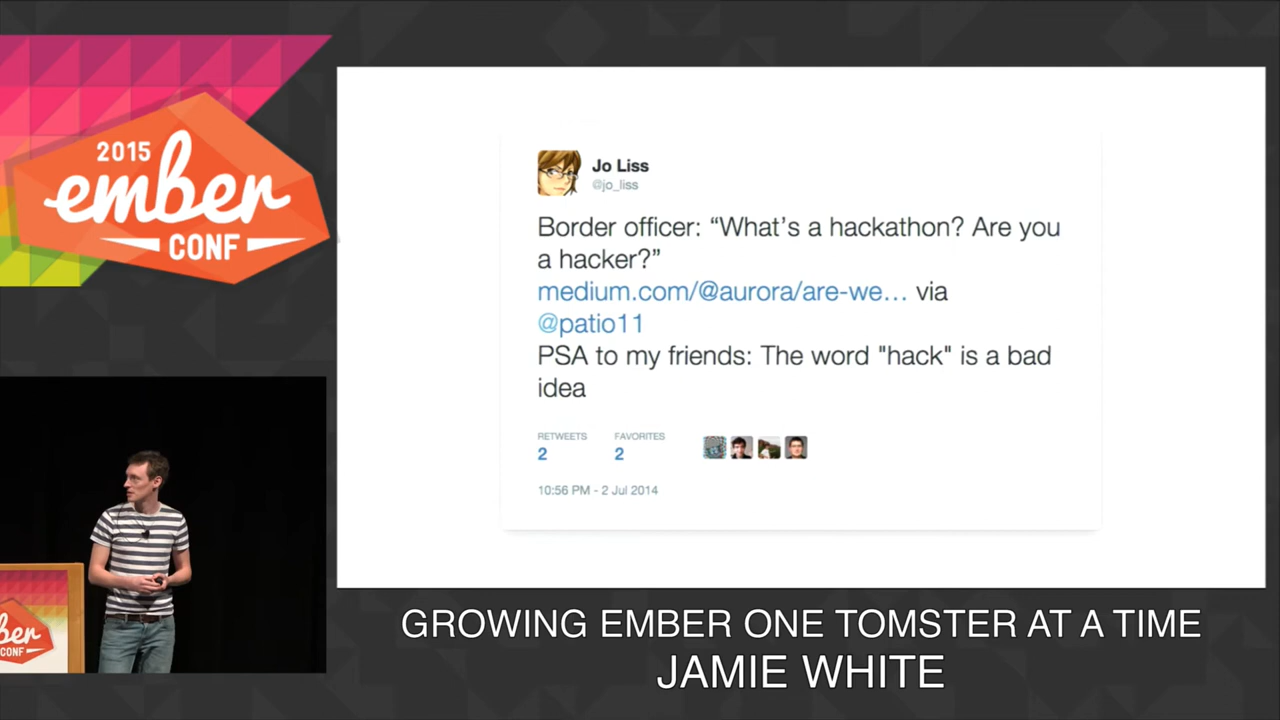 2015
ember
CONF
Jo Liss
@jo_liss
Border officer: “What’s a hackathon? Are you
a hacker?”
medium.com/@aurora/are-we… via
@patio11
PSA to my friends: The word "hack" is a bad
idea
RETWEETS FAVORITES
2 2
10:56 PM - 2 Jul 2014
ber
CONF
GROWING EMBER ONE TOMSTER AT A TIME
JAMIE WHITE